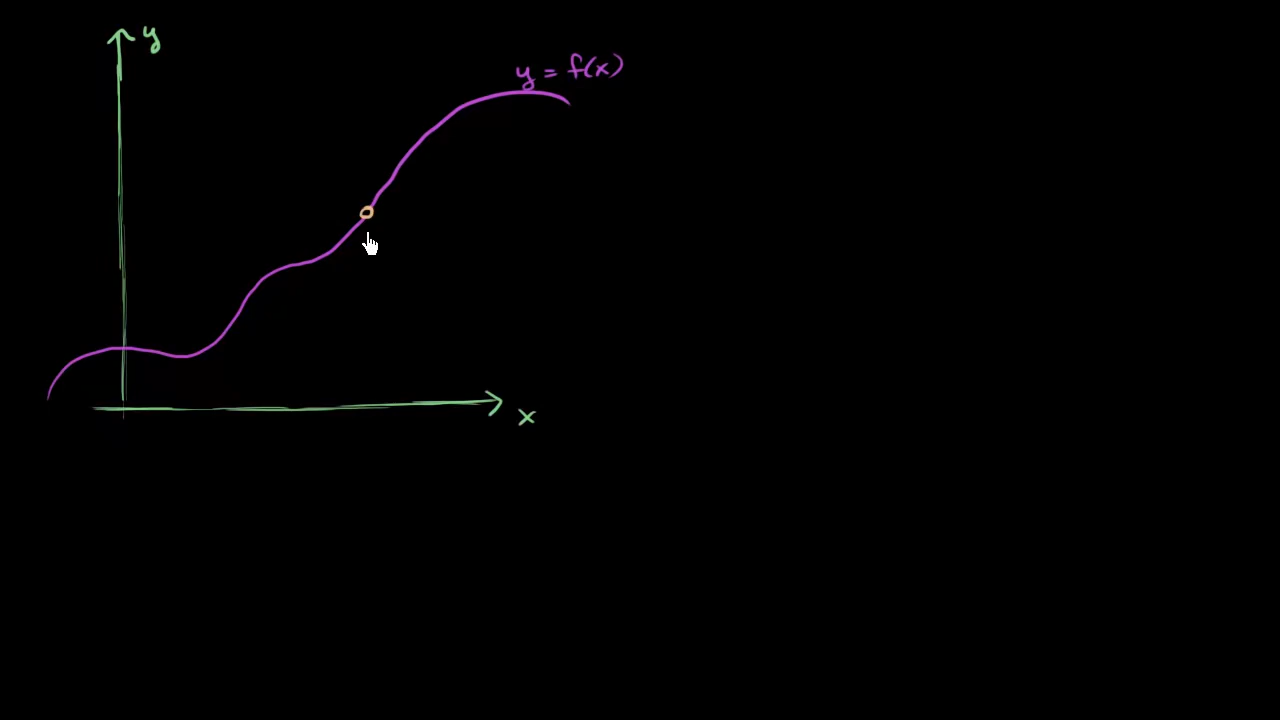 y
y = f(x)
x